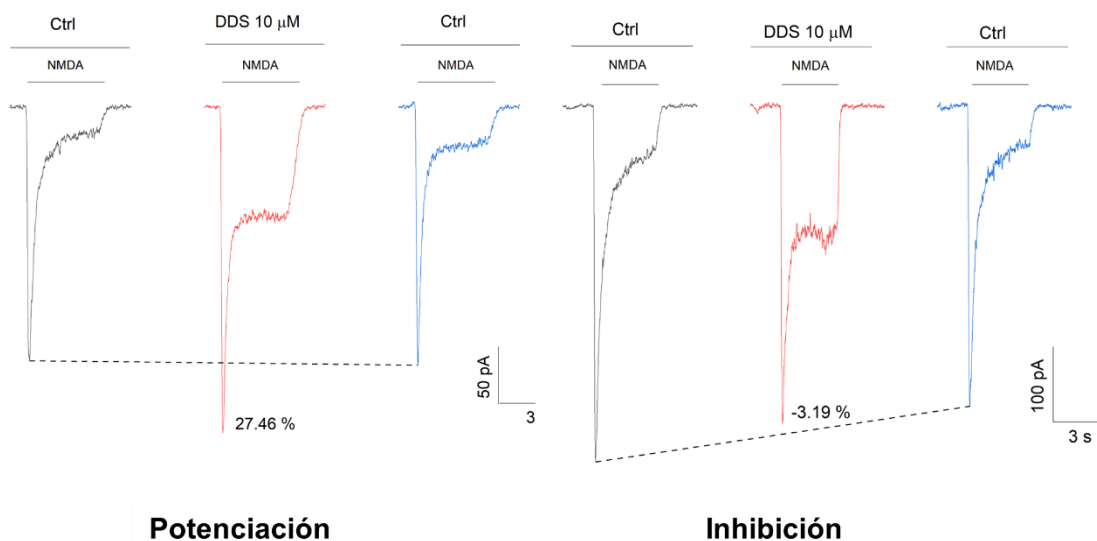 Ctrl
DDS 10 μM
Ctrl
NMDA
NMDA
NMDA
50 pA
3
27.46 %
Potenciación
Ctrl
DDS 10 μM
Ctrl
NMDA
NMDA
NMDA
100 pA
3 s
-3.19 %
Inhibición